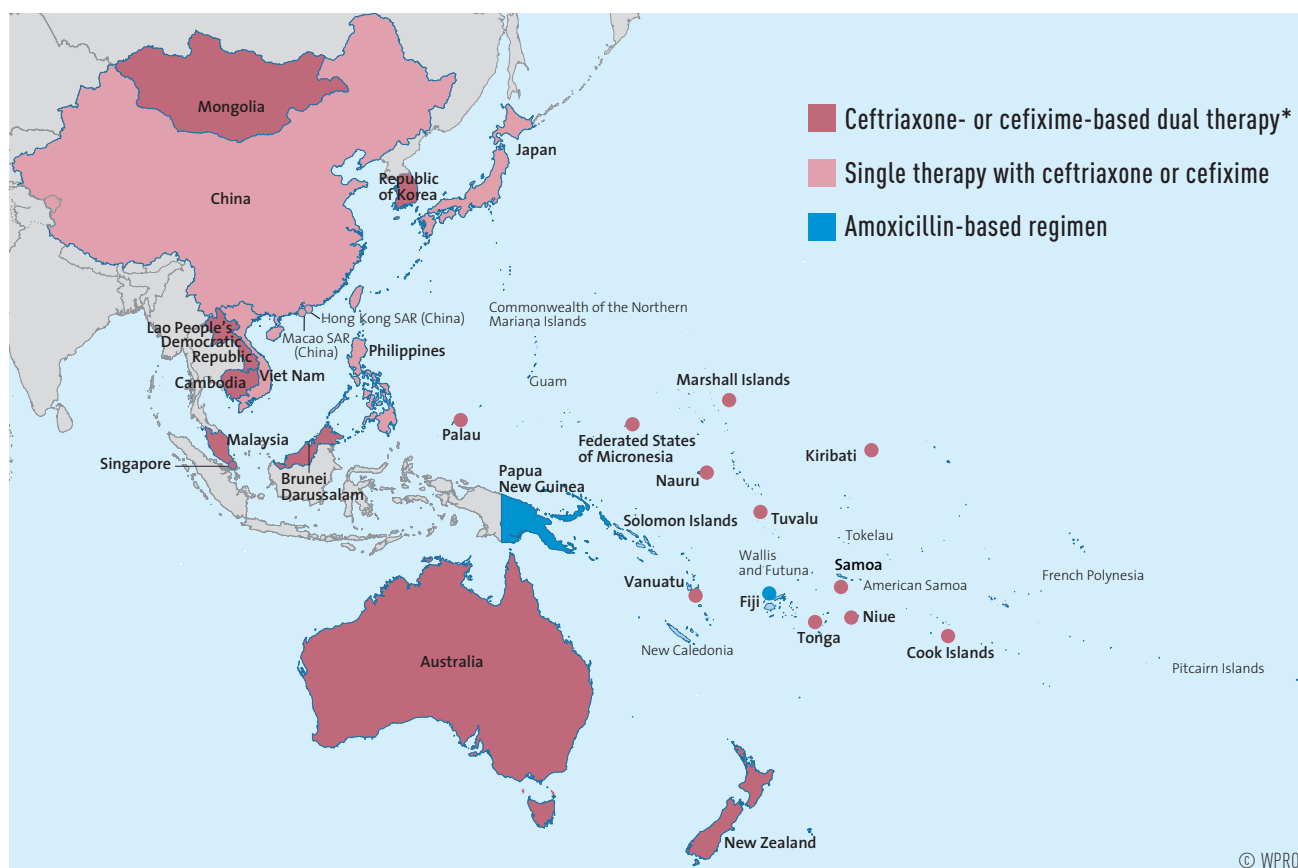 Ceftriaxone- or cefixime-based dual therapy*
Single therapy with ceftriaxone or cefixime
Amoxicillin-based regimen
Mongolia
China
Republic
of Korea
Japan
Hong Kong SAR (China)
Macao SAR
(China)
Lao People's
Democratic
Republic
Cambodia
Viet Nam
Philippines
Commonwealth of the Northern
Mariana Islands
Guam
Marshall Islands
Palau
Federated States
of Micronesia
Kiribati
Malaysia
Singapore
Brunei
Darussalam
Papua
New Guinea
Nauru
Solomon Islands
Tuvalu
Tokelau
Wallis
and Futuna
Samoa
American Samoa
French Polynesia
Vanuatu
Fiji
Niue
Tonga
Cook Islands
New Caledonia
Pitcairn Islands
Australia
New Zealand
© WPRO